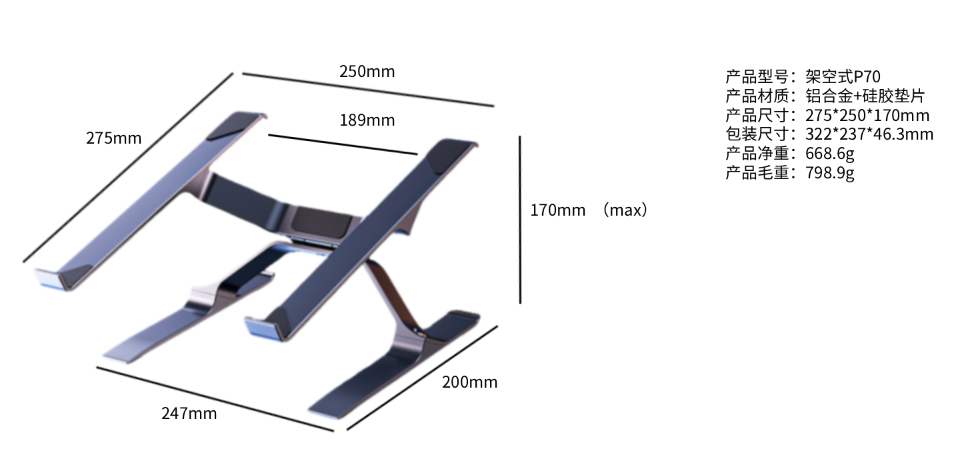 250mm
189mm
275mm
170mm （max）
200mm
247mm
产品型号：架空式P70
产品材质：铝合金+硅胶垫片
产品尺寸：275*250*170mm
包装尺寸：322*237*46.3mm
产品净重：668.6g
产品毛重：798.9g